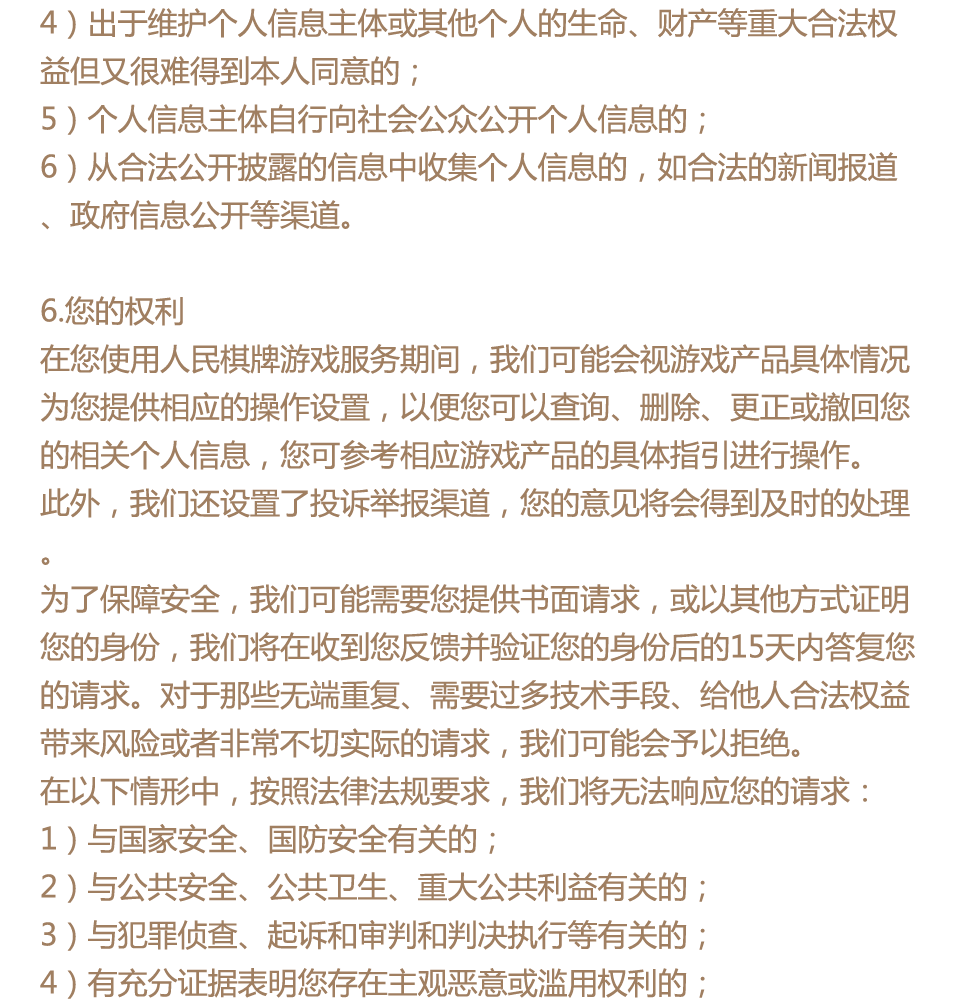 4）出于维护个人信息主体或其他个人的生命、财产等重大合法权
益但又很难得到本人同意的；
5）个人信息主体自行向社会公众公开个人信息的；
6）从合法公开披露的信息中收集个人信息的，如合法的新闻报道
、政府信息公开等渠道。
6.您的权利
在您使用人民棋牌游戏服务期间，我们可能会视游戏产品具体情况
为您提供相应的操作设置，以便您可以查询、删除、更正或撤回您
的相关个人信息，您可参考相应游戏产品的具体指引进行操作。
此外，我们还设置了投诉举报渠道，您的意见将会得到及时的处理
。
为了保障安全，我们可能需要您提供书面请求，或以其他方式证明
您的身份，我们将在收到您反馈并验证您的身份后的15天内答复您
的请求。对于那些无端重复、需要过多技术手段、给他人合法权益
带来风险或者非常不切实际的请求，我们可能会予以拒绝。
在以下情形中，按照法律法规要求，我们将无法响应您的请求：
1）与国家安全、国防安全有关的；
2）与公共安全、公共卫生、重大公共利益有关的；
3）与犯罪侦查、起诉和审判和判决执行等有关的；
4）有充分证据表明您存在主观恶意或滥用权利的；